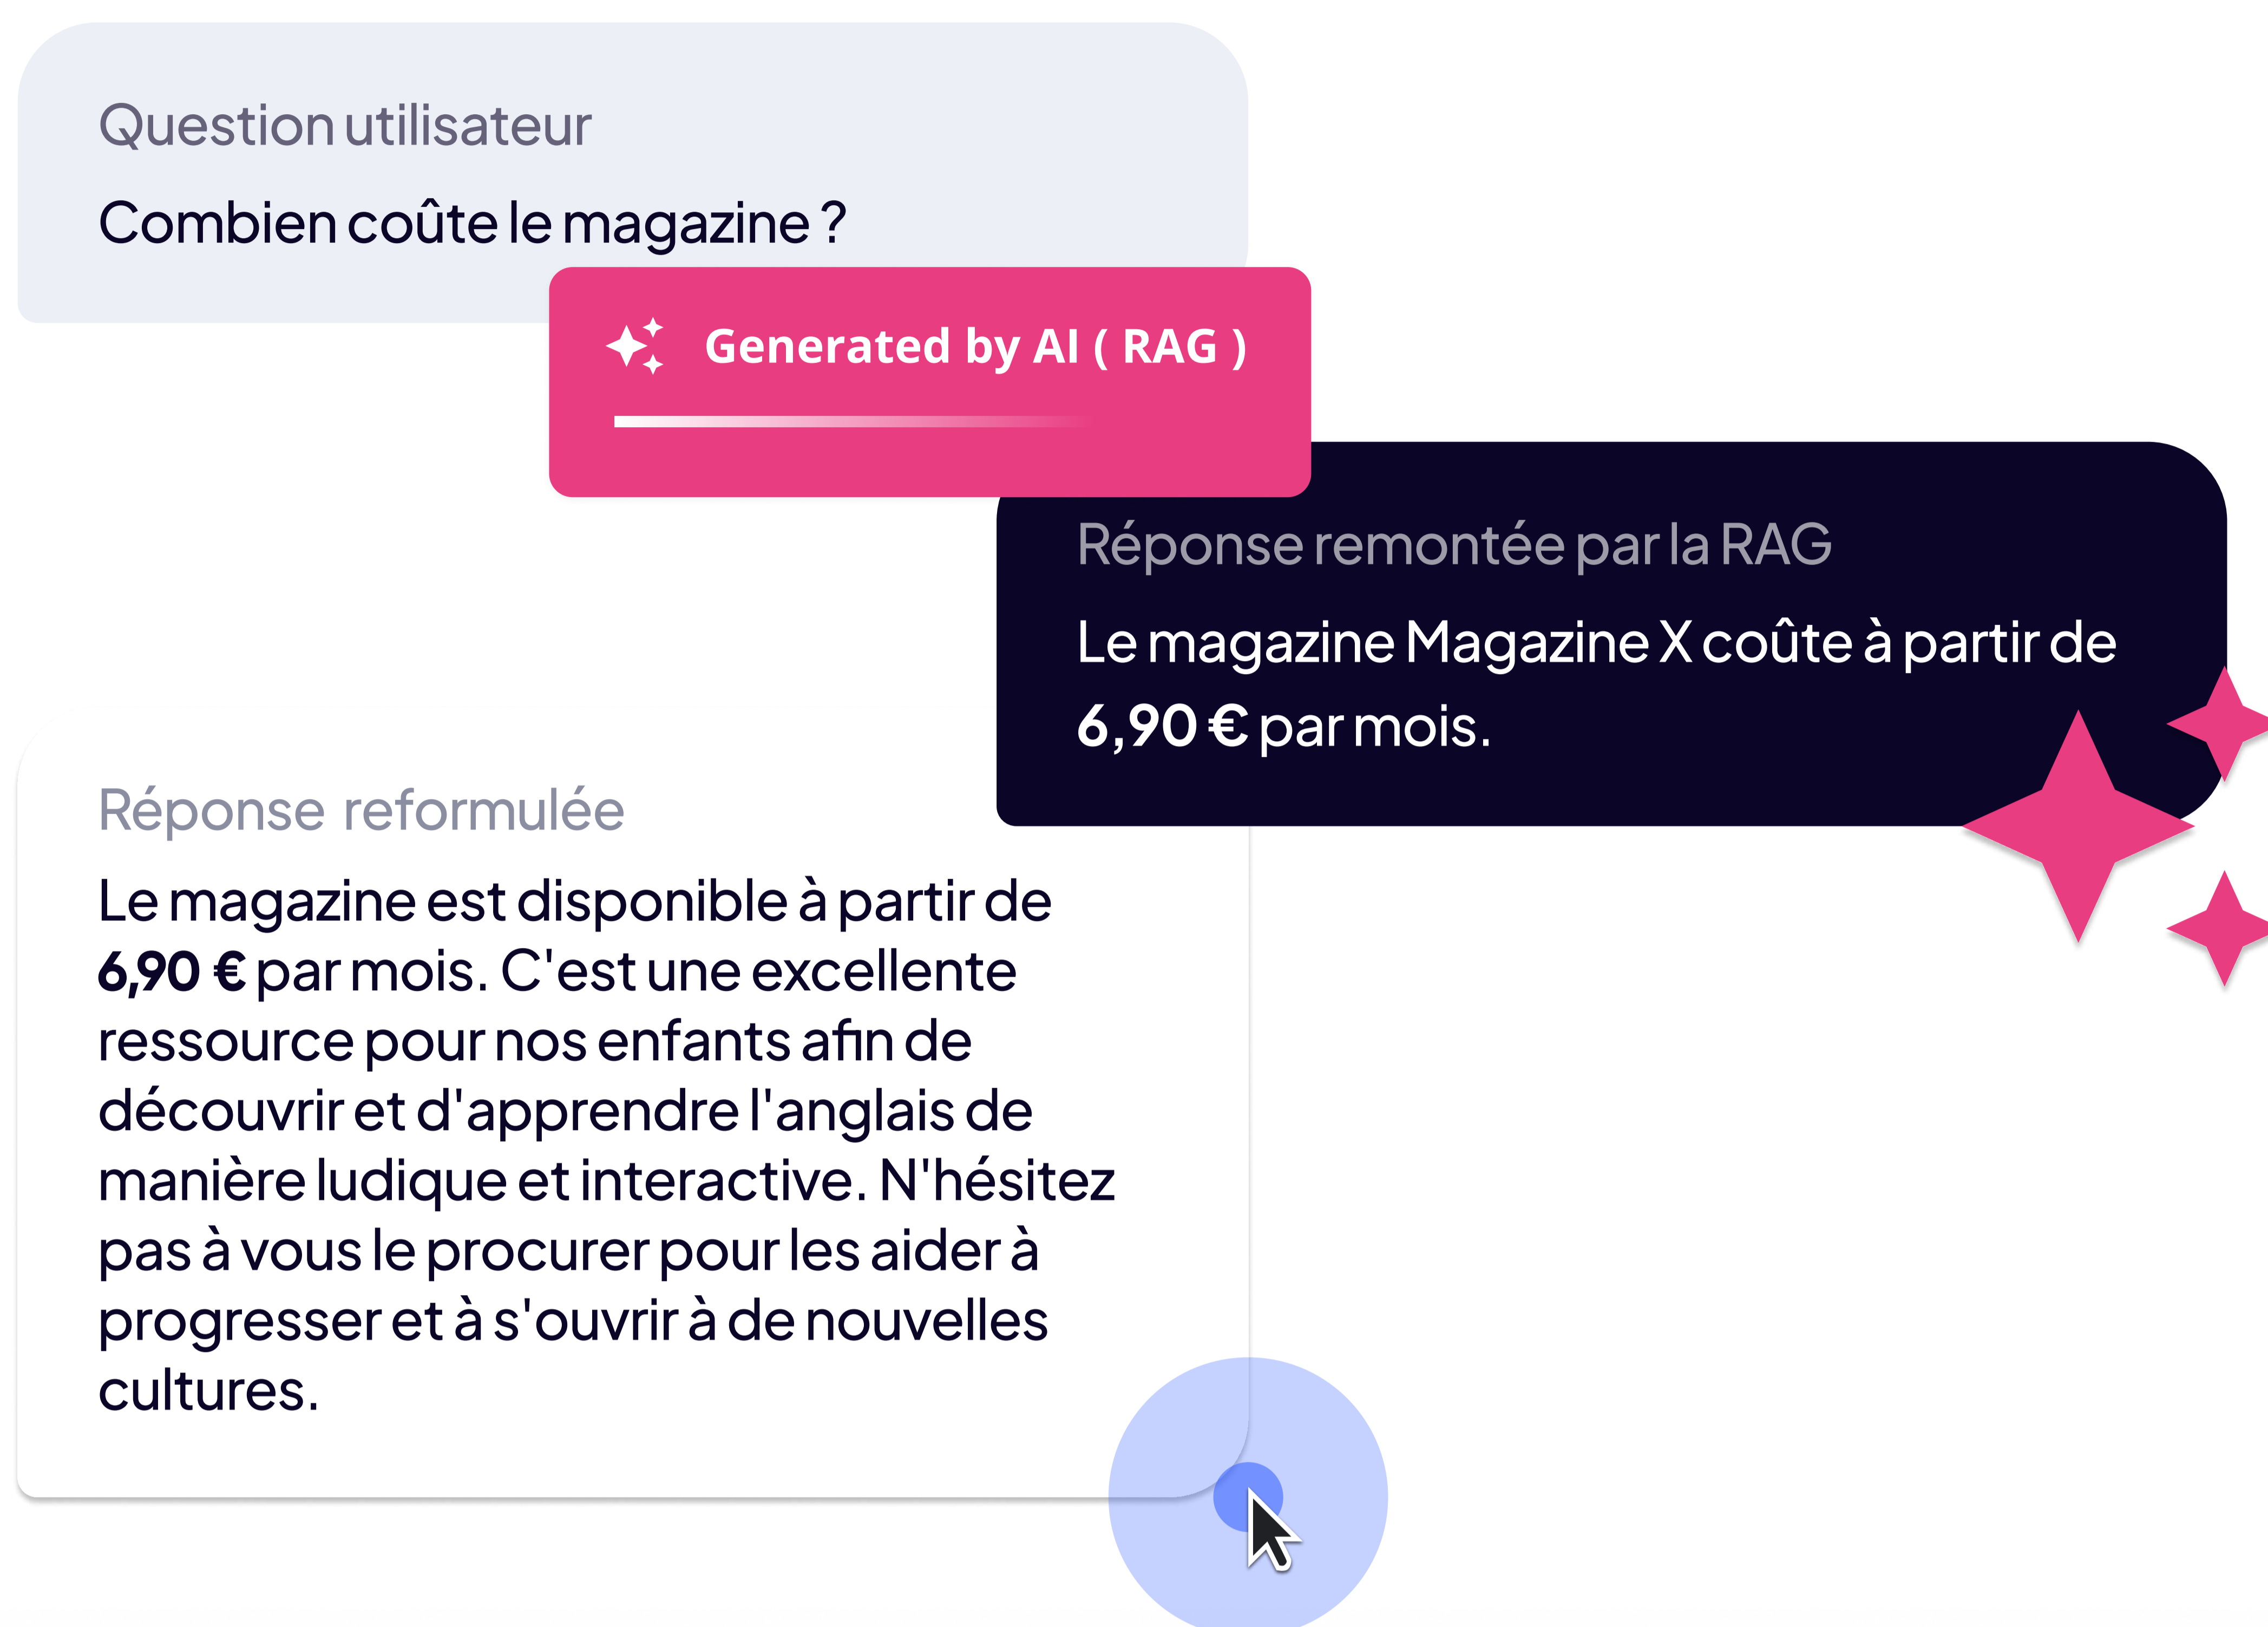 Question utilisateur
Combien coûte le magazine ?
Generated by AI ( RAG )
Réponse remontée par la RAG
Le magazine Magazine X coûte à partir de
6,90 € par mois.
Réponse reformulée
Le magazine est disponible à partir de
6,90 € par mois. C'est une excellente
ressource pour nos enfants afin de
découvrir et d'apprendre l'anglais de
manière ludique et interactive. N'hésitez
pas à vous le procurer pour les aider à
progresser et à s'ouvrir à de nouvelles
cultures.